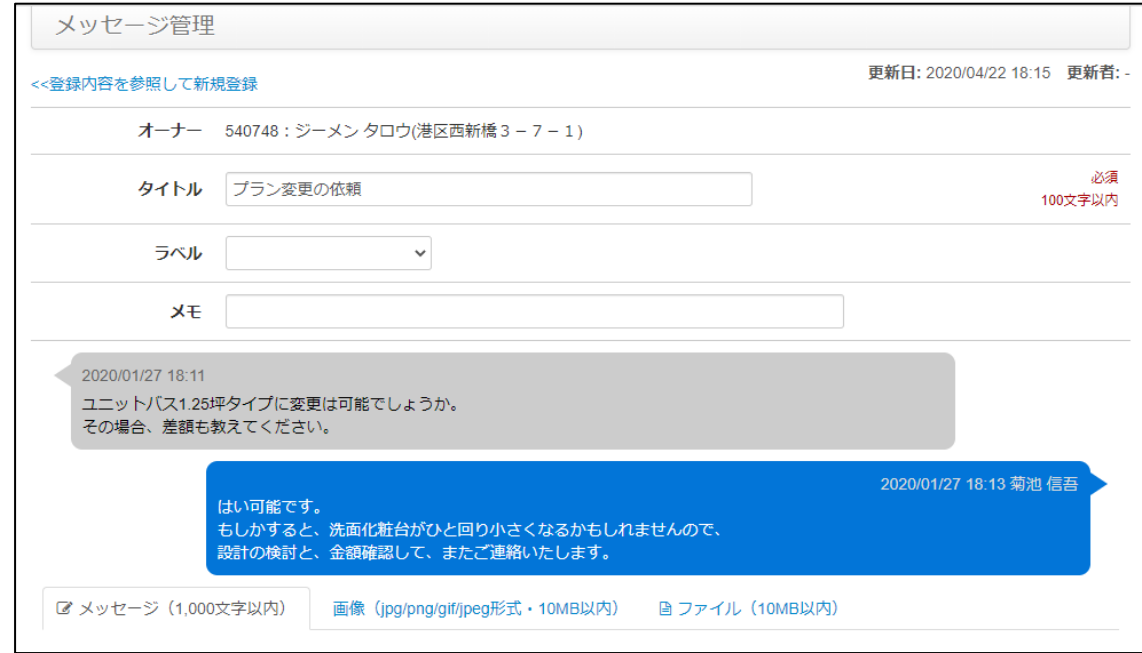 メッセージ管理
<<登録内容を参照して新規登録
更新日: 2020/04/22 18:15 更新者: -
オーナー 540748：ジーメン タロウ(港区西新橋３－７－１)
タイトル プラン変更の依頼
必須
100文字以内
ラベル
メモ
2020/01/27 18:11
ユニットバス1.25坪タイプに変更は可能でしょうか。
その場合、差額も教えてください。
2020/01/27 18:13 菊池 信吾
はい可能です。
もしかすると、洗面化粧台がひと回り小さくなるかもしれませんので、
設計の検討と、金額確認して、またご連絡いたします。
メッセージ（1,000文字以内） 画像（jpg/png/gif/jpeg形式・10MB以内） ファイル（10MB以内）